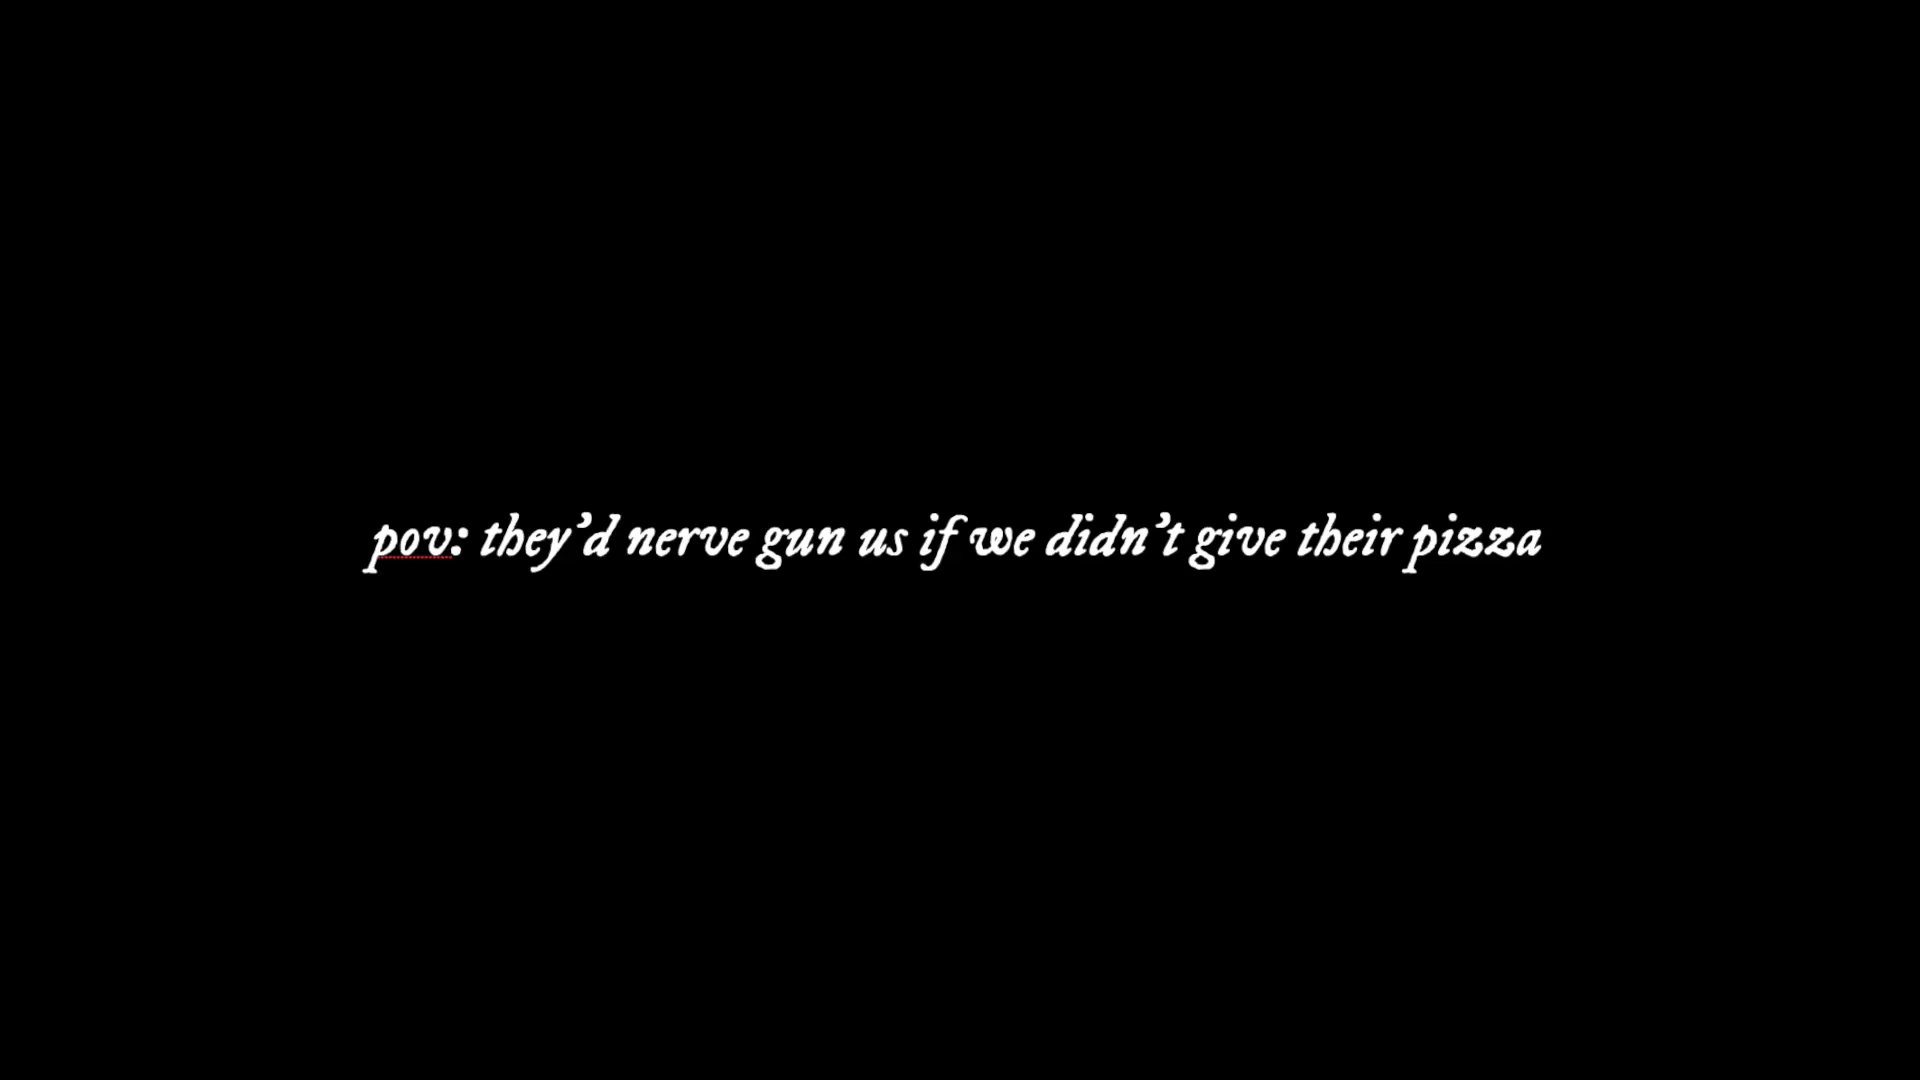 pov: they’d nerve gun us if we didn’t give their pizza